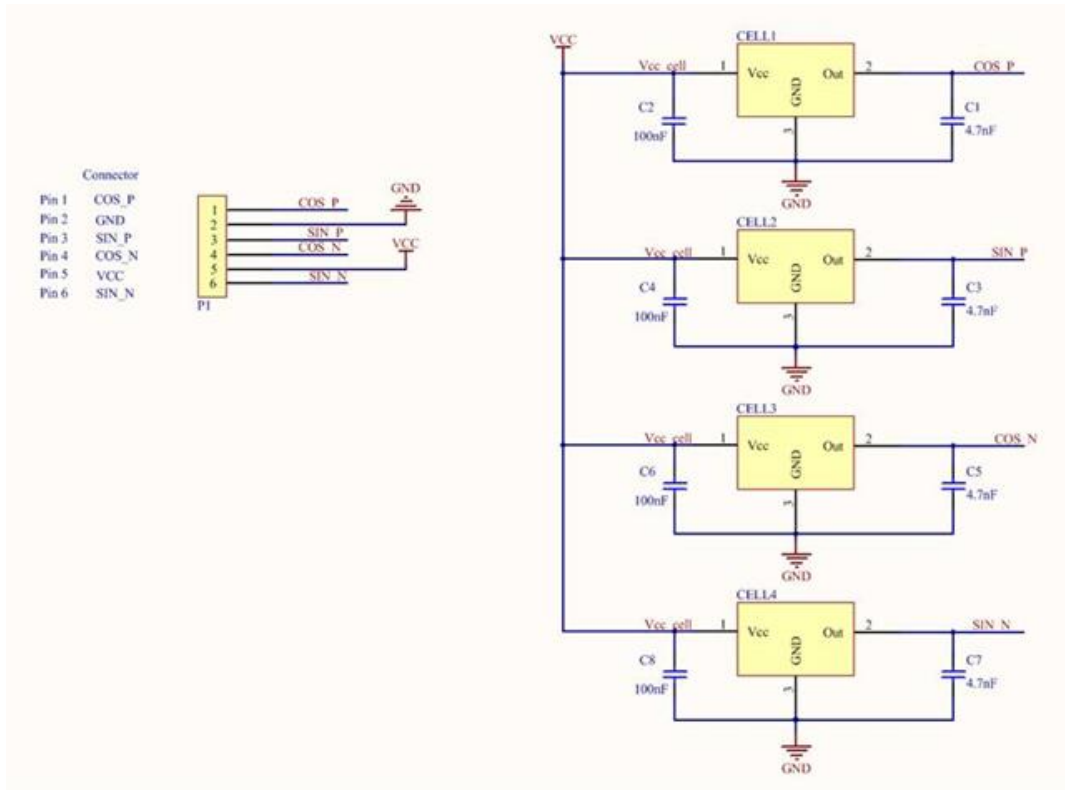 Connector
Pin 1 COS_P
Pin 2 GND
Pin 3 SIN_P
Pin 4 COS_N
Pin 5 VCC
Pin 6 SIN_N
1 COS_P
2 GND
3 SIN_P
4 COS_N
5 VCC
6 SIN_N
P1
VCC
CELL1
Vcc_cell 1 Vcc Out 2 COS_P
GND
C2 C1
100nF 3 4.7nF
GND
CELL2
Vcc_cell 1 Vcc Out 2 SIN_P
GND
C4 C3
100nF 3 4.7nF
GND
CELL3
Vcc_cell 1 Vcc Out 2 COS_N
GND
C6 C5
100nF 3 4.7nF
GND
CELL4
Vcc_cell 1 Vcc Out 2 SIN_N
GND
C8 C7
100nF 3 4.7nF
GND